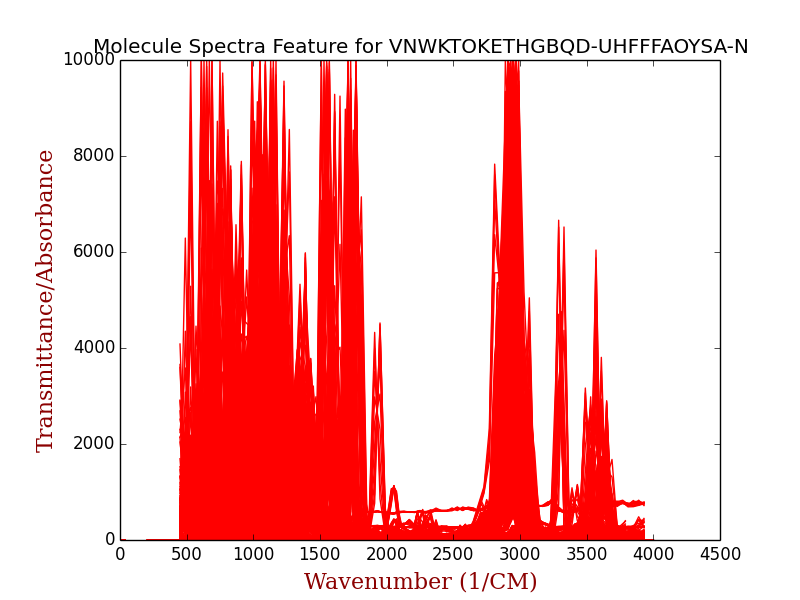 Molecule Spectra Feature for VNWKTOKETHGBQD-UHFFFAOYSA-N
10000
8000
6000
4000
2000
0
Transmittance/Absorbance
0 500 1000 1500 2000 2500 3000 3500 4000 4500
Wavenumber (1/CM)